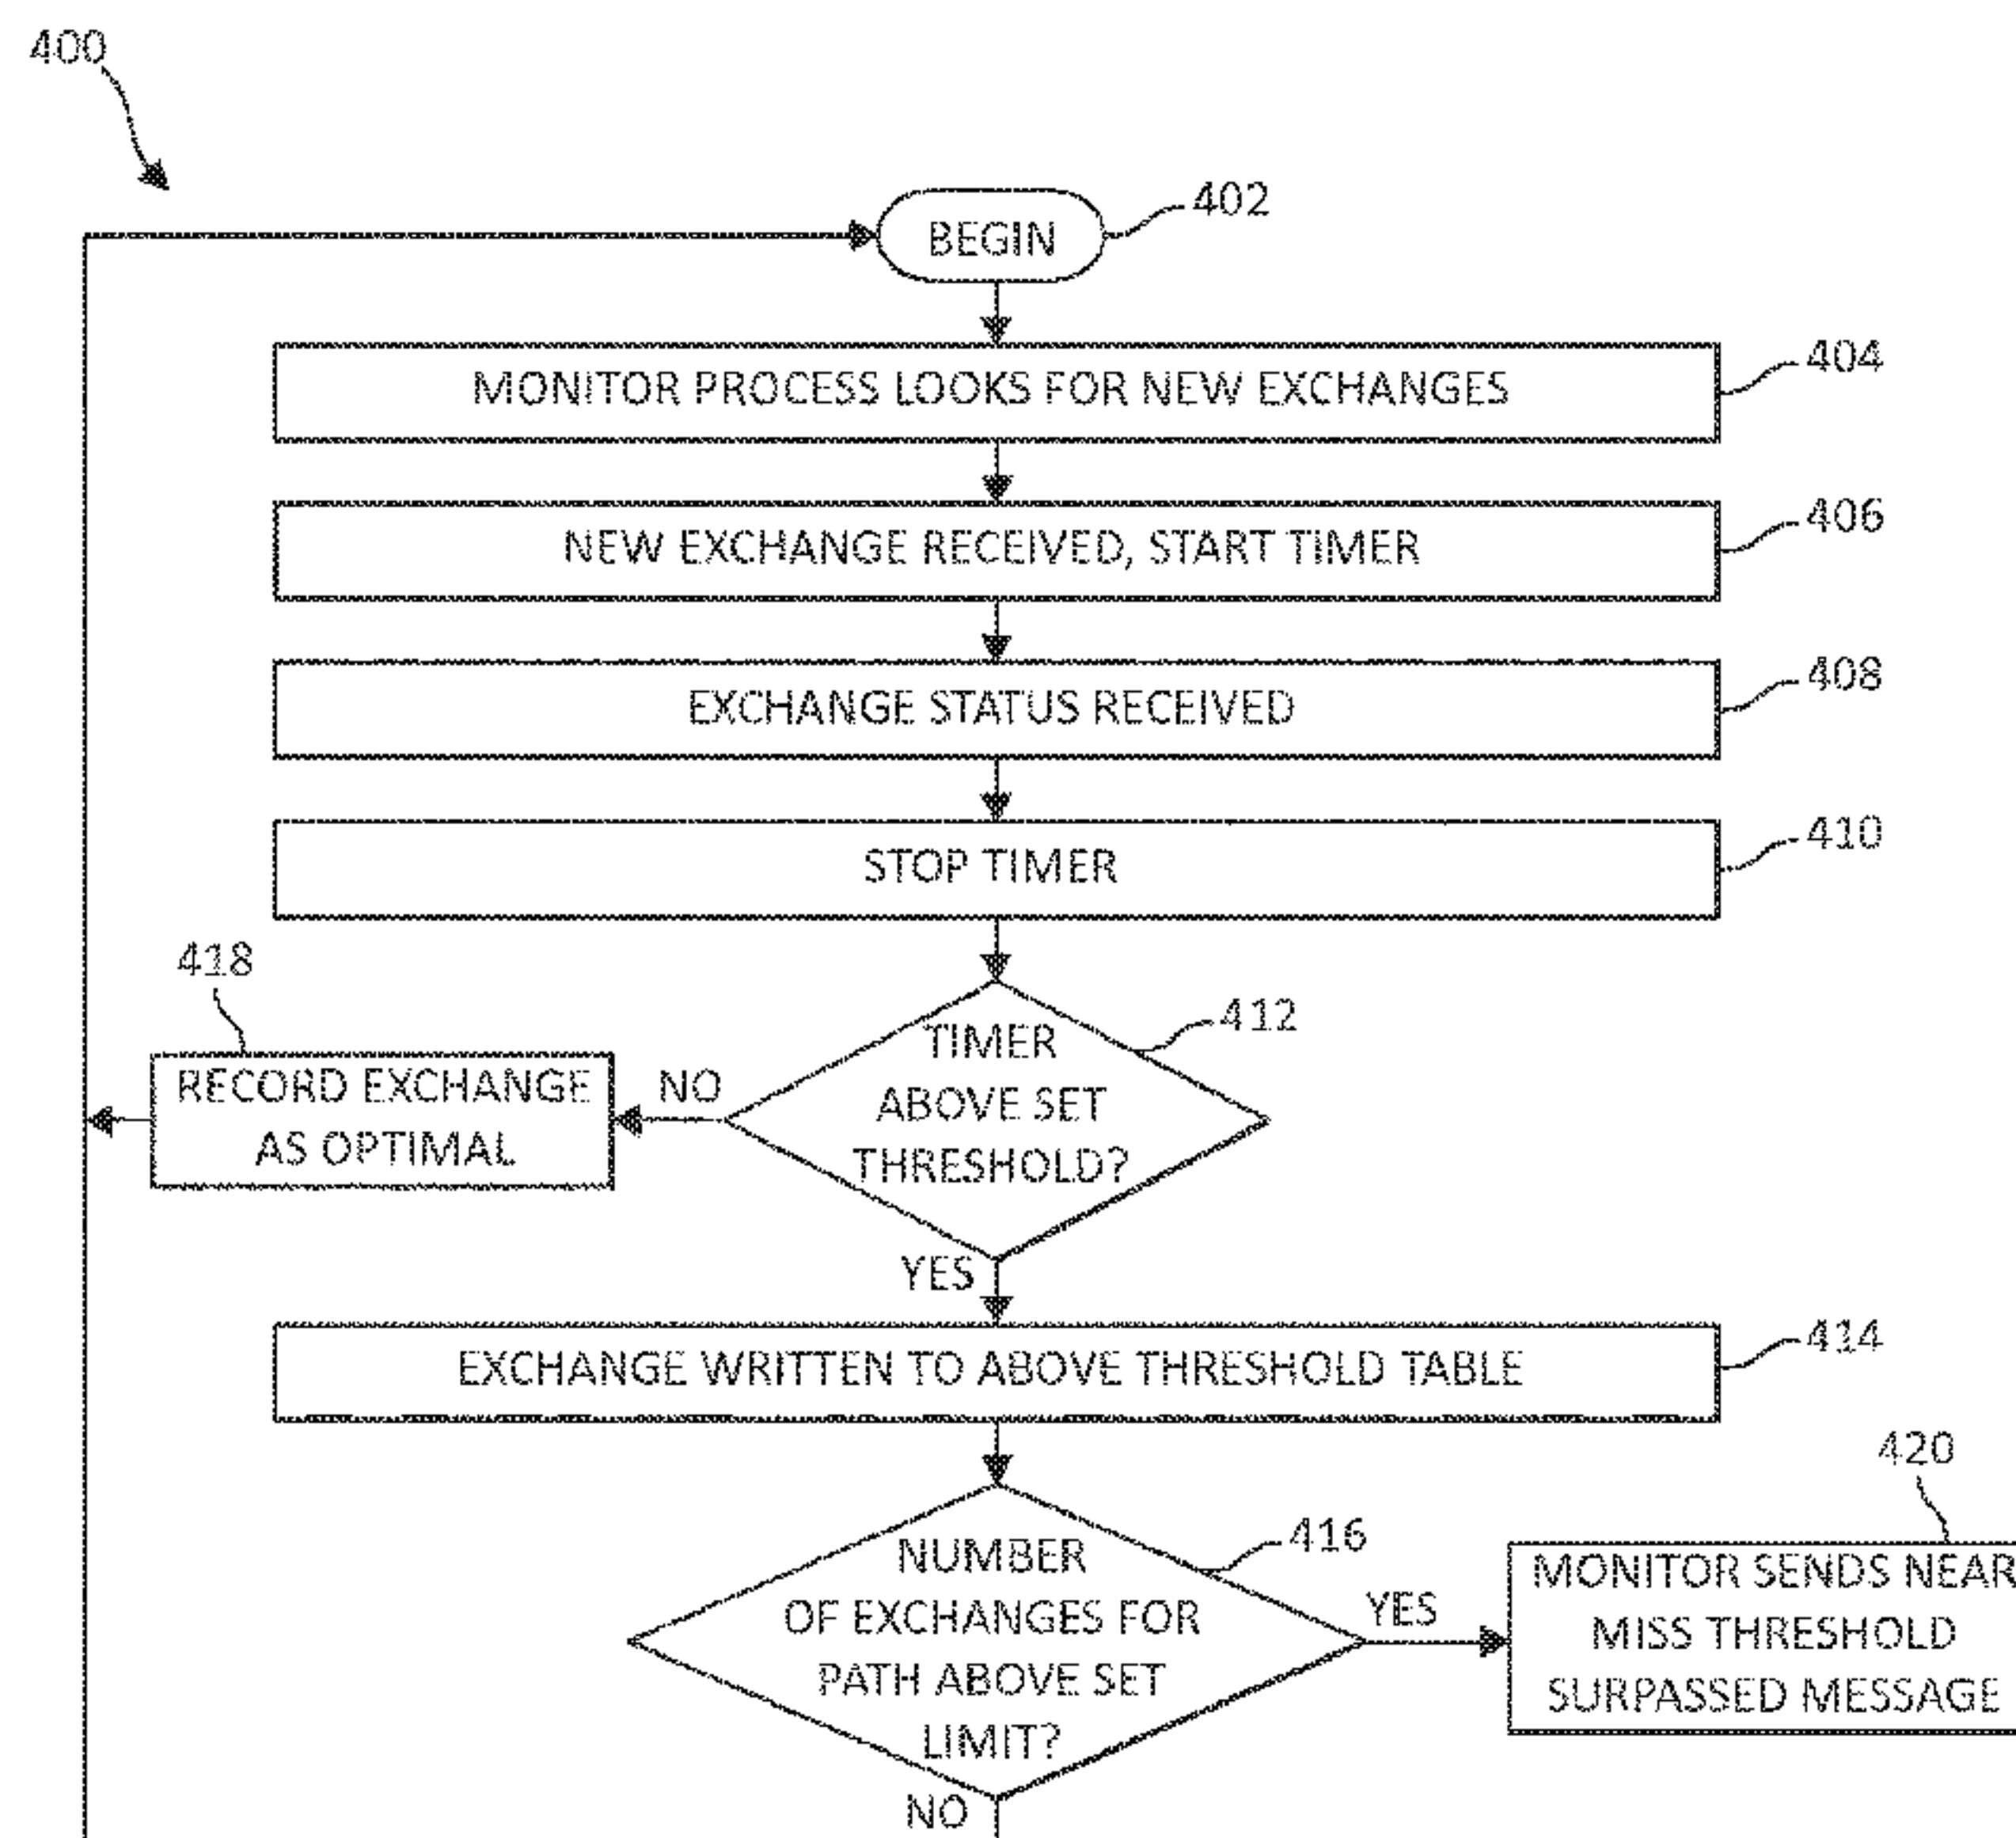 400
BEGIN
402
MONITOR PROCESS LOOKS FOR NEW EXCHANGES
404
NEW EXCHANGE RECEIVED, START TIMER
406
EXCHANGE STATUS RECEIVED
408
STOP TIMER
410
418
RECORD EXCHANGE
AS OPTIMAL
NO
TIMER
ABOVE SET
THRESHOLD?
412
YES
EXCHANGE WRITTEN TO ABOVE THRESHOLD TABLE
414
NUMBER
OF EXCHANGES FOR
PATH ABOVE SET
LIMIT?
416
YES
420
MONITOR SENDS NEAR
MISS THRESHOLD
SURPASSED MESSAGE
NO